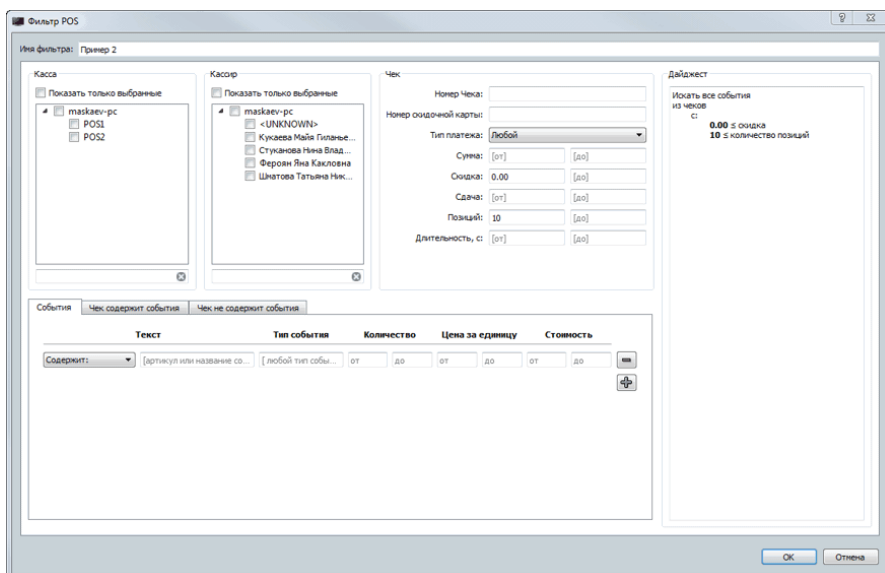 Фильтр POS
Имя фильтра: Пример 2
Касса
Показать только выбранные
maskaev-pc
POS1
POS2
Кассир
Показать только выбранные
maskaev-pc
<UNKNOWN>
Кукаева Майя Гиланье...
Стуканова Нина Влад...
Фероян Яна Какловна
Шнатова Татьяна Ник...
Чек
Номер Чека:
Номер скидочной карты:
Тип платежа: Любой
Сумма: [от] [до]
Скидка: 0.00 [до]
Сдача: [от] [до]
Позиций: 10 [до]
Длительность, с: [от] [до]
Дайджест
Искать все события
из чеков
с:
0.00 ≤ скидка
10 ≤ количество позиций
События Чек содержит события Чек не содержит события
Текст Тип события Количество Цена за единицу Стоимость
Содержит: [артикул или название со... [ любой тип собы... от до от до от до
OK Отмена